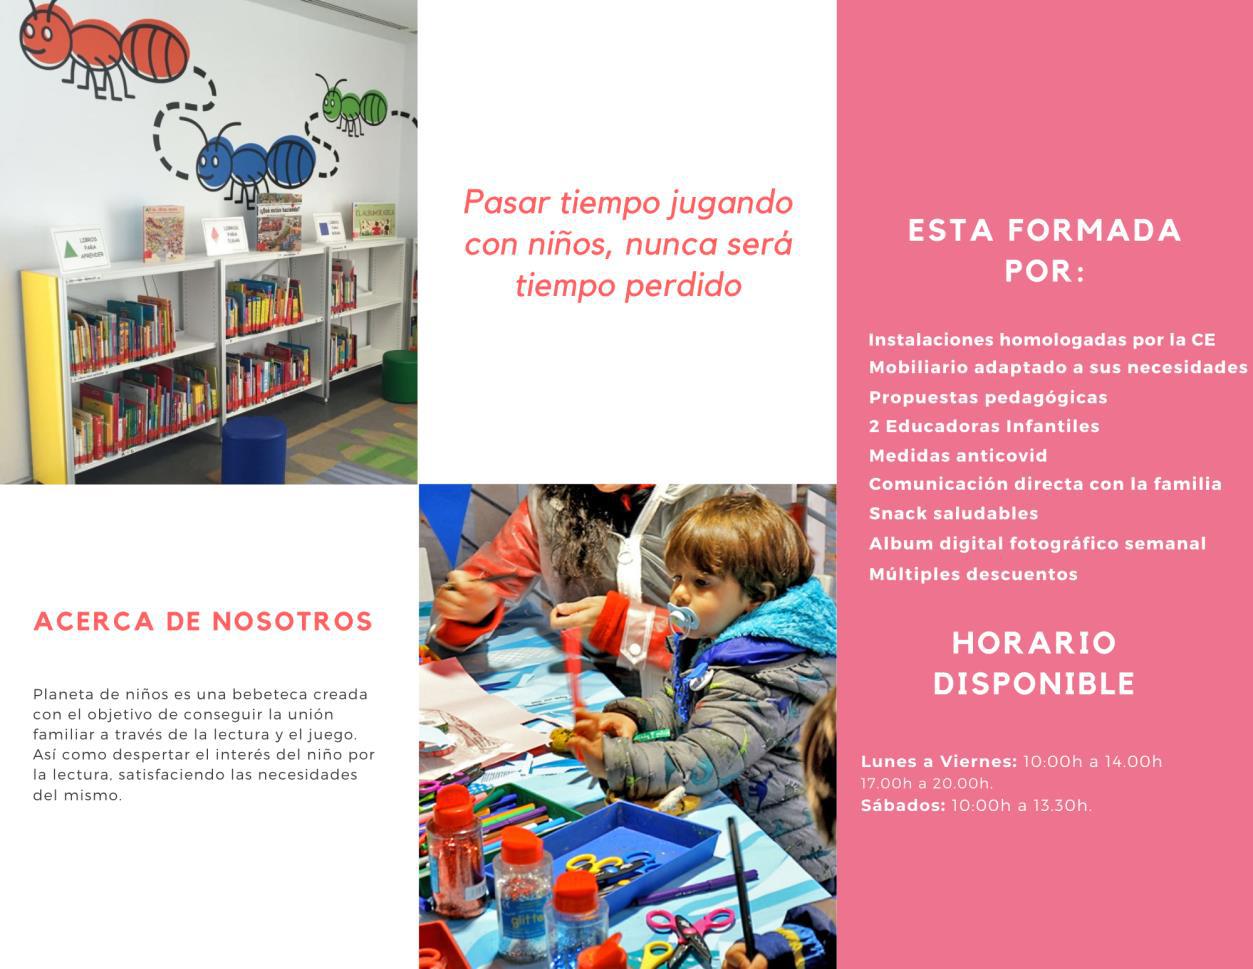 LIBROS
PARA
APRENDER
¿Qué están haciendo?
EL ALBUM DE ADELA
Pasar tiempo jugando
con niños, nunca será
tiempo perdido
ACERCA DE NOSOTROS
Planeta de niños es una bebeteca creada
con el objetivo de conseguir la unión
familiar a través de la lectura y el juego.
Así como despertar el interés del niño por
la lectura, satisfaciendo las necesidades
del mismo.
glitter
ESTA FORMADA
POR:
Instalaciones homologadas por la CE
Mobiliario adaptado a sus necesidades
Propuestas pedagógicas
2 Educadoras Infantiles
Medidas anticovid
Comunicación directa con la familia
Snack saludables
Album digital fotográfico semanal
Múltiples descuentos
HORARIO
DISPONIBLE
Lunes a Viernes: 10:00h a 14.00h
17.00h a 20.00h.
Sábados: 10:00h a 13.30h.